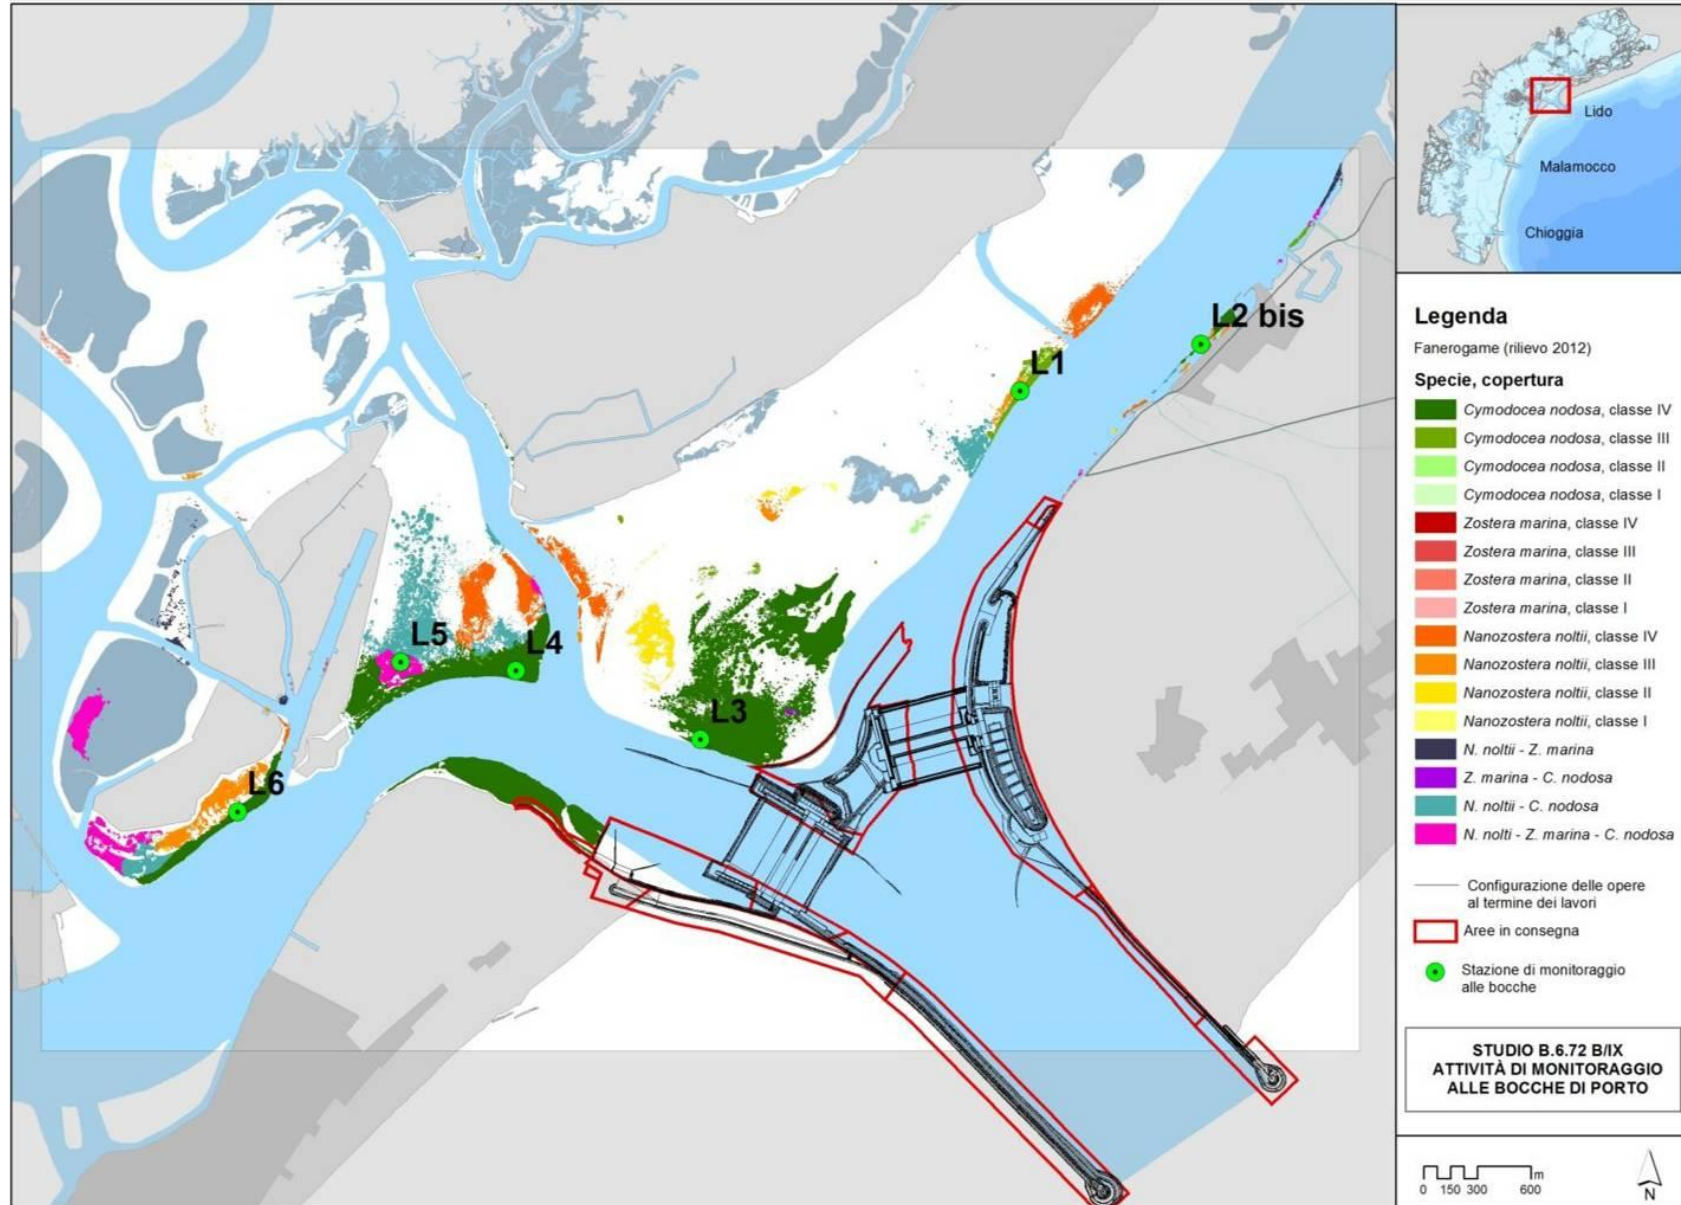 L2 bis
L1
L5
L4
L3
L6
Lido
Malamocco
Chioggia
Legenda
Fanerogame (rilievo 2012)
Specie, copertura
Cymodocea nodosa, classe IV
Cymodocea nodosa, classe III
Cymodocea nodosa, classe II
Cymodocea nodosa, classe I
Zostera marina, classe IV
Zostera marina, classe III
Zostera marina, classe II
Zostera marina, classe I
Nanozostera noltii, classe IV
Nanozostera noltii, classe III
Nanozostera noltii, classe II
Nanozostera noltii, classe I
N. noltii - Z. marina
Z. marina - C. nodosa
N. noltii - C. nodosa
N. nolti - Z. marina - C. nodosa
Configurazione delle opere
al termine dei lavori
Aree in consegna
Stazione di monitoraggio
alle bocche
STUDIO B.6.72 B/IX
ATTIVITÀ DI MONITORAGGIO
ALLE BOCCHE DI PORTO
m
0 150 300 600
N